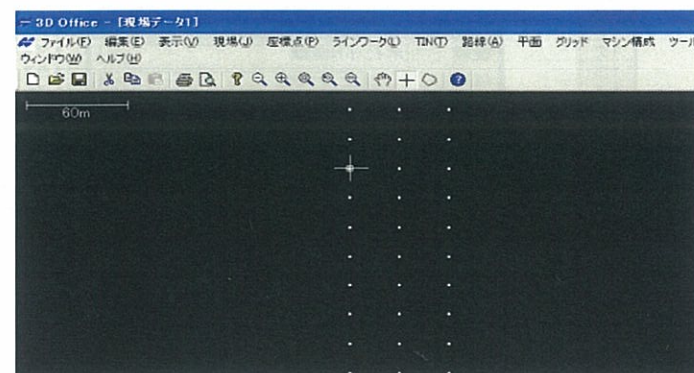 3D Office - [現場データ1]
ファイル(F) 編集(E) 表示(V) 現場(J) 座標点(P) ラインワーク(L) TIN(T) 路線(A) 平面 グリッド マシン構成 ツール
ウィンドウ(W) ヘルプ(H)
60m